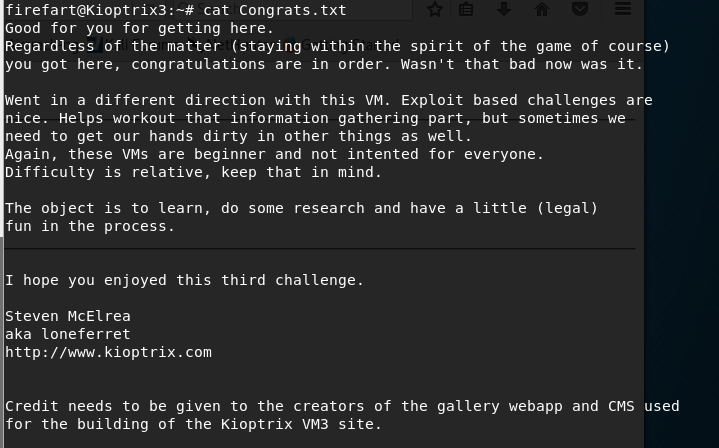 firefart@Kioptrix3:~# cat Congrats.txt
Good for you for getting here.
Regardless of the matter (staying within the spirit of the game of course)
you got here, congratulations are in order. Wasn't that bad now was it.
Went in a different direction with this VM. Exploit based challenges are
nice. Helps workout that information gathering part, but sometimes we
need to get our hands dirty in other things as well.
Again, these VMs are beginner and not intented for everyone.
Difficulty is relative, keep that in mind.
The object is to learn, do some research and have a little (legal)
fun in the process.
I hope you enjoyed this third challenge.
Steven McElrea
aka loneferret
http://www.kioptrix.com
Credit needs to be given to the creators of the gallery webapp and CMS used
for the building of the Kioptrix VM3 site.